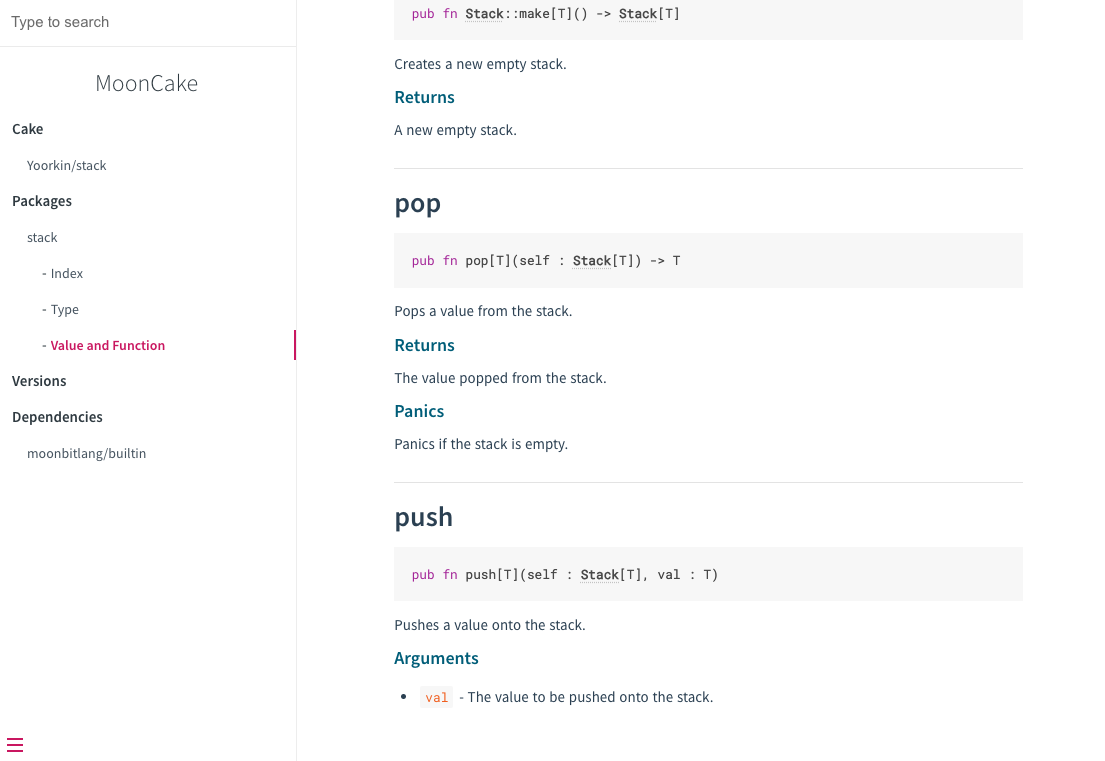 Type to search
MoonCake
Cake
Yoorkin/stack
Packages
stack
- Index
- Type
- Value and Function
Versions
Dependencies
moonbitlang/builtin
pub fn Stack::make[T]() -> Stack[T]
Creates a new empty stack.
Returns
A new empty stack.
pop
pub fn pop[T](self : Stack[T]) -> T
Pops a value from the stack.
Returns
The value popped from the stack.
Panics
Panics if the stack is empty.
push
pub fn push[T](self : Stack[T], val : T)
Pushes a value onto the stack.
Arguments
• val - The value to be pushed onto the stack.